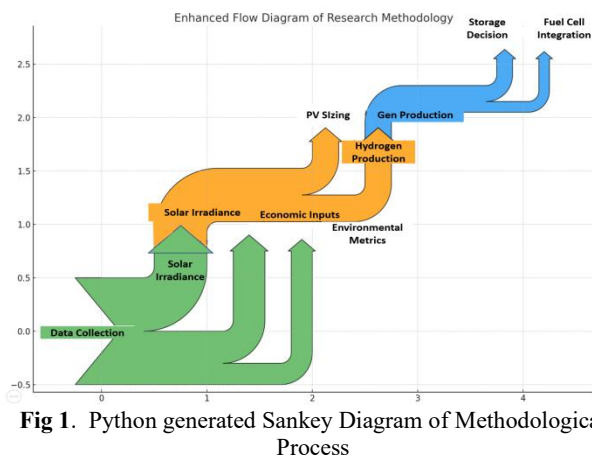 Enhanced Flow Diagram of Research Methodology
Storage
Decision
Fuel Cell
Integration
2.5
2.0
1.5
1.0
0.5
0.0
−0.5
PV SIzing
Gen Production
Hydrogen
Production
Solar Irradiance
Economic Inputs
Environmental
Metrics
Solar
Irradiance
Data Collection
0
1
2
3
4
Fig 1. Python generated Sankey Diagram of Methodologica
Process